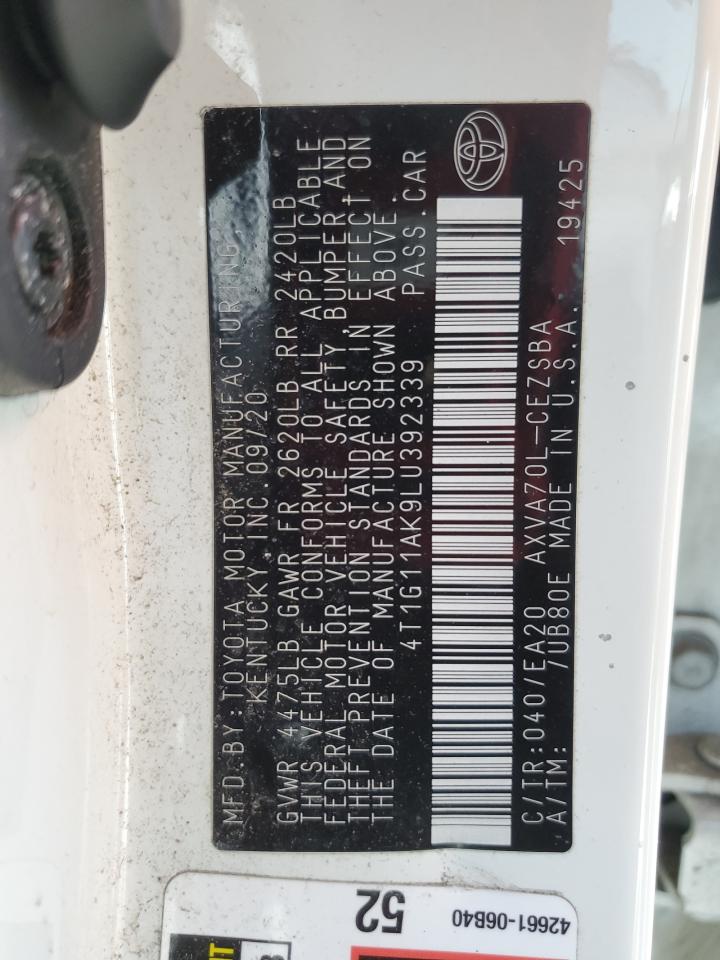 MFD.BY:TOYOTA MOTOR MANUFACTURING,
KENTUCKY, INC.09/20
GVWR 4475LB GAWR FR 2620LB RR 2420LB
THIS VEHICLE CONFORMS TO ALL APPLICABLE
FEDERAL MOTOR VEHICLE SAFETY, BUMPER, AND
THEFT PREVENTION STANDARDS IN EFFECT ON
THE DATE OF MANUFACTURE SHOWN ABOVE.
4T1G11AK9LU392339 PASS.CAR
C/TR:040/EA20 AXVA70L-CEZSBA
A/TM: /UB80E MADE IN U.S.A. 19425
52
42661-06B40